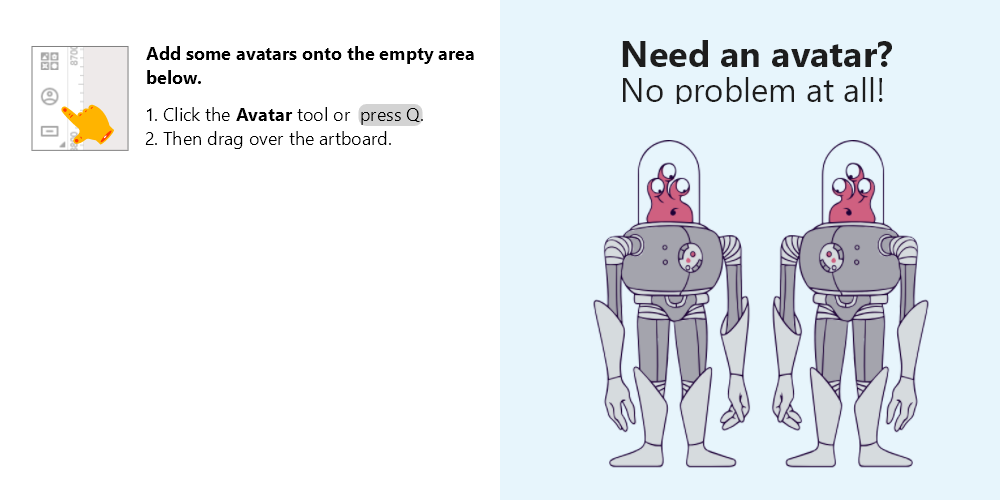 Add some avatars onto the empty area
below.
1. Click the Avatar tool or press Q.
2. Then drag over the artboard.
Need an avatar?
No problem at all!
8700